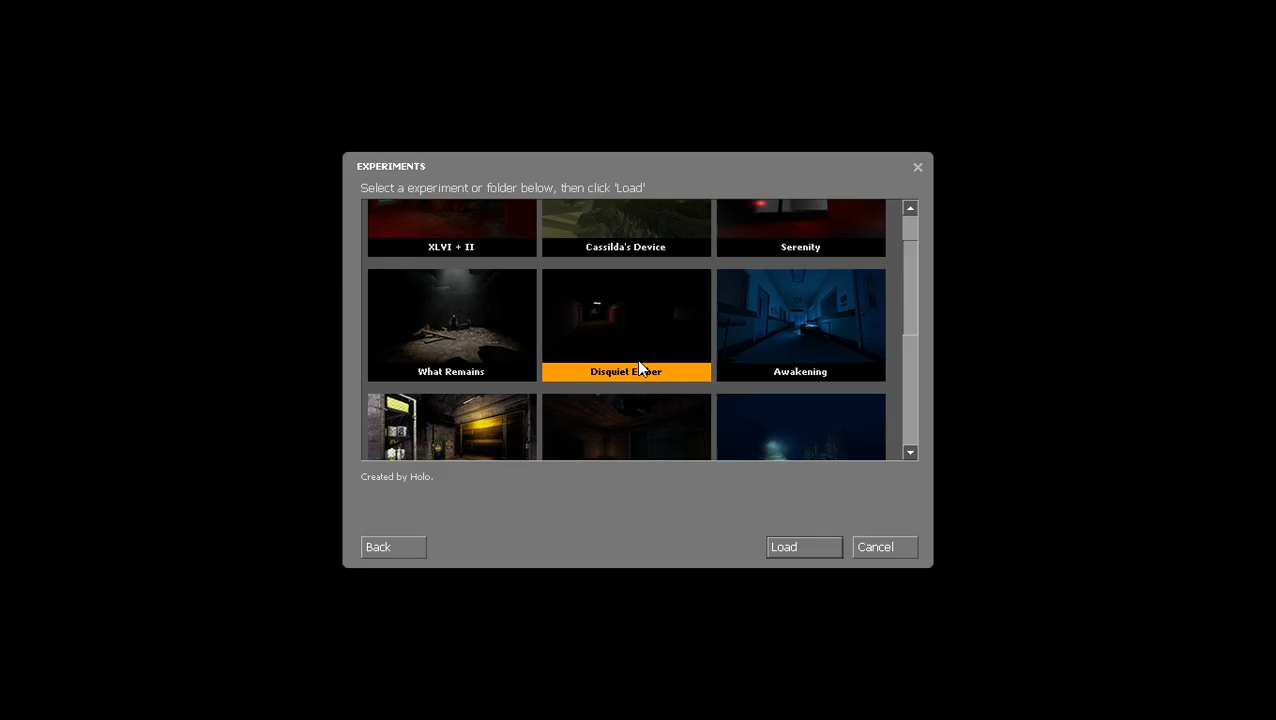 EXPERIMENTS
Select a experiment or folder below, then click 'Load'
XLVI + II
Cassilda's Device
Serenity
What Remains
Disquiet
Awakening
Created by Holo.
Back
Load
Cancel